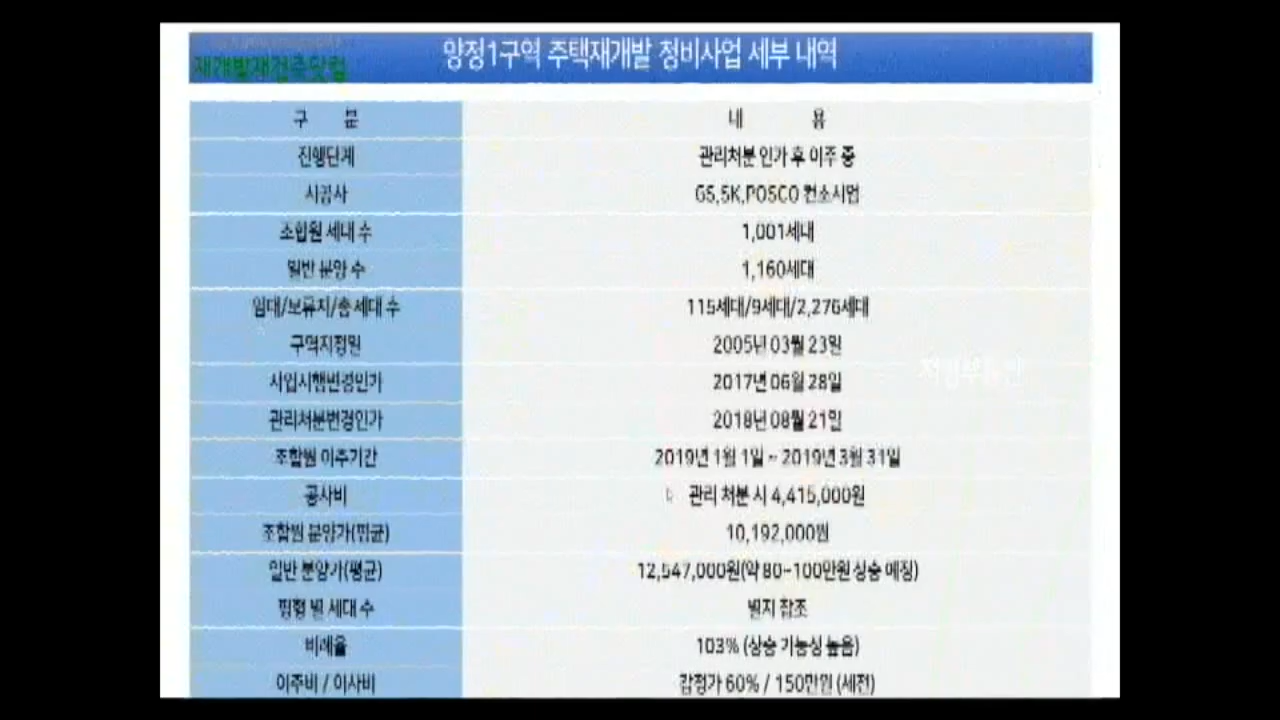 양정1구역 주택재개발 정비사업 세부 내역
재개발재건축닷컴
구 분 내 용
진행단계 관리처분 인가 후 이주 중
시공사 GS,SK,POSCO 컨소시엄
조합원 세대 수 1,001세대
일반 분양 수 1,160세대
임대/보류지/총 세대 수 115세대/9세대/2,276세대
구역지정일 2005년 03월 23일
사업시행변경인가 2017년 06월 28일
관리처분변경인가 2018년 08월 21일
조합원 이주기간 2019년 1월 1일 ~ 2019년 3월 31일
공사비 관리 처분 시 4,415,000원
조합원 분양가(평균) 10,192,000원
일반 분양가(평균) 12,547,000원(약 80~100만원 상승 예정)
평형 별 세대 수 별지 참조
비례율 103% (상승 가능성 높음)
이주비 / 이사비 감정가 60% / 150만원 (세전)